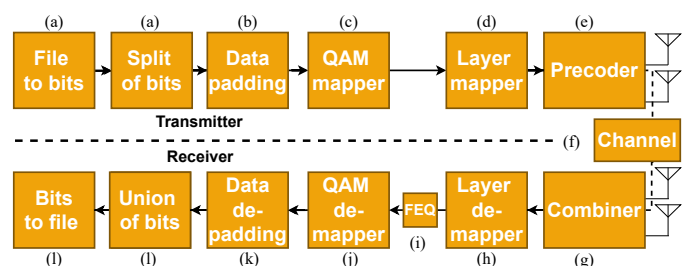 (a) (a) (b) (c) (d) (e)
File to bits
Split of bits
Data padding
QAM mapper
Layer mapper
Precoder
Transmitter
(f) Channel
Receiver
Bits to file
Union of bits
Data de-padding
QAM de-mapper
FEQ
Layer de-mapper
Combiner
(l) (l) (k) (j) (i) (h) (g)